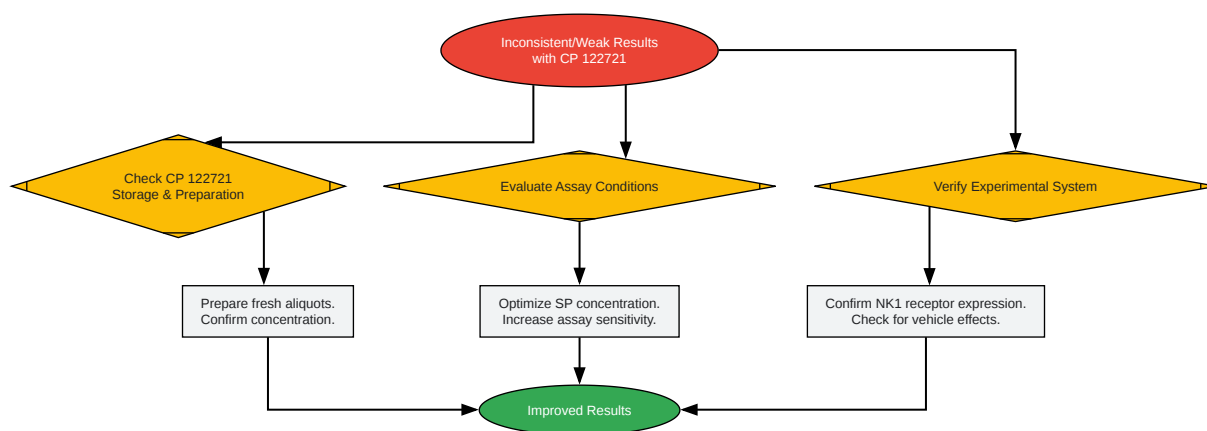 Inconsistent/Weak Results
with CP 122721
Check CP 122721
Storage & Preparation
Evaluate Assay Conditions
Verify Experimental System
Prepare fresh aliquots.
Confirm concentration.
Optimize SP concentration.
Increase assay sensitivity.
Confirm NK1 receptor expression.
Check for vehicle effects.
Improved Results